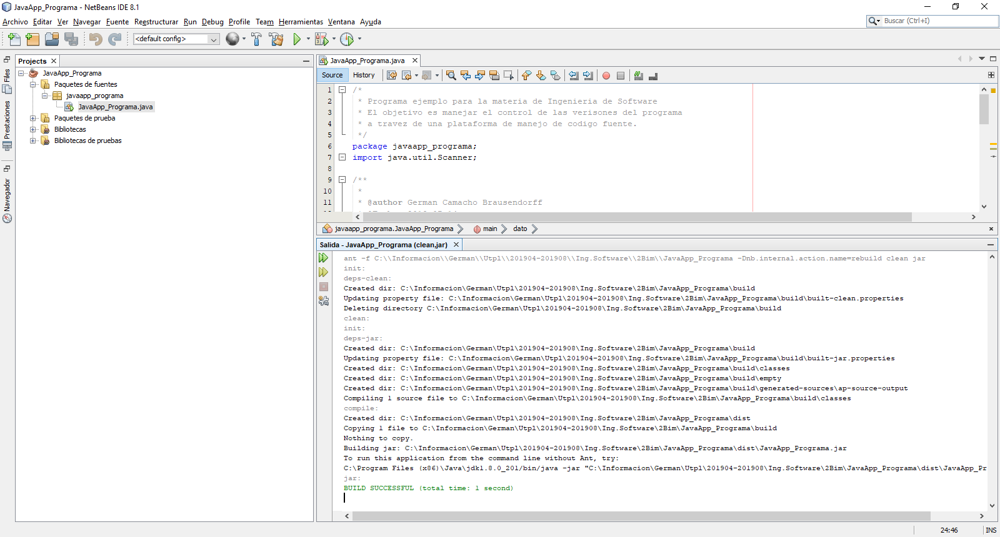 JavaApp_Programa - NetBeans IDE 8.1
Archivo Editar Ver Navegar Fuente Reestructurar Run Debug Profile Team Herramientas Ventana Ayuda
Buscar (Ctrl+I)
<default config>
Projects
JavaApp_Programa
Paquetes de fuentes
javaapp_programa
JavaApp_Programa.java
Paquetes de prueba
Bibliotecas
Bibliotecas de pruebas
Files
Prestaciones
Navegador
JavaApp_Programa.java
Source History
1 /*
2 * Programa ejemplo para la materia de Ingenieria de Software
3 * El objetivo es manejar el control de las verisones del programa
4 * a travez de una plataforma de manejo de codigo fuente.
5 */
6 package javaapp_programa;
7 import java.util.Scanner;
8
9 /**
10 *
11 * @author German Camacho Brausendorff
javaapp_programa.JavaApp_Programa main dato
Salida - JavaApp_Programa (clean,jar)
ant -f C:\\Informacion\\German\\Utpl\\201904-201908\\Ing.Software\\2Bim\\JavaApp_Programa -Dnb.internal.action.name=rebuild clean jar
init:
deps-clean:
Created dir: C:\Informacion\German\Utpl\201904-201908\Ing.Software\2Bim\JavaApp_Programa\build
Updating property file: C:\Informacion\German\Utpl\201904-201908\Ing.Software\2Bim\JavaApp_Programa\build\built-clean.properties
Deleting directory C:\Informacion\German\Utpl\201904-201908\Ing.Software\2Bim\JavaApp_Programa\build
clean:
init:
deps-jar:
Created dir: C:\Informacion\German\Utpl\201904-201908\Ing.Software\2Bim\JavaApp_Programa\build
Updating property file: C:\Informacion\German\Utpl\201904-201908\Ing.Software\2Bim\JavaApp_Programa\build\built-jar.properties
Created dir: C:\Informacion\German\Utpl\201904-201908\Ing.Software\2Bim\JavaApp_Programa\build\classes
Created dir: C:\Informacion\German\Utpl\201904-201908\Ing.Software\2Bim\JavaApp_Programa\build\empty
Created dir: C:\Informacion\German\Utpl\201904-201908\Ing.Software\2Bim\JavaApp_Programa\build\generated-sources\ap-source-output
Compiling 1 source file to C:\Informacion\German\Utpl\201904-201908\Ing.Software\2Bim\JavaApp_Programa\build\classes
compile:
Created dir: C:\Informacion\German\Utpl\201904-201908\Ing.Software\2Bim\JavaApp_Programa\dist
Copying 1 file to C:\Informacion\German\Utpl\201904-201908\Ing.Software\2Bim\JavaApp_Programa\build
Nothing to copy.
Building jar: C:\Informacion\German\Utpl\201904-201908\Ing.Software\2Bim\JavaApp_Programa\dist\JavaApp_Programa.jar
To run this application from the command line without Ant, try:
C:\Program Files (x86)\Java\jdk1.8.0_201/bin/java -jar "C:\Informacion\German\Utpl\201904-201908\Ing.Software\2Bim\JavaApp_Programa\dist\JavaApp_Pr
jar:
BUILD SUCCESSFUL (total time: 1 second)
24:46 INS